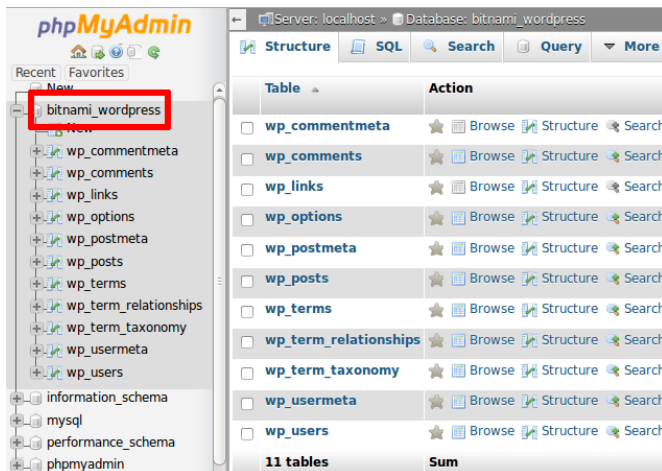 phpMyAdmin
Recent Favorites
New
bitnami_wordpress
New
wp_commentmeta
wp_comments
wp_links
wp_options
wp_postmeta
wp_posts
wp_terms
wp_term_relationships
wp_term_taxonomy
wp_usermeta
wp_users
information_schema
mysql
performance_schema
phpmyadmin
Server: localhost » Database: bitnami_wordpress
Structure SQL Search Query More
Table Action
wp_commentmeta Browse Structure Search
wp_comments Browse Structure Search
wp_links Browse Structure Search
wp_options Browse Structure Search
wp_postmeta Browse Structure Search
wp_posts Browse Structure Search
wp_terms Browse Structure Search
wp_term_relationships Browse Structure Search
wp_term_taxonomy Browse Structure Search
wp_usermeta Browse Structure Search
wp_users Browse Structure Search
11 tables Sum